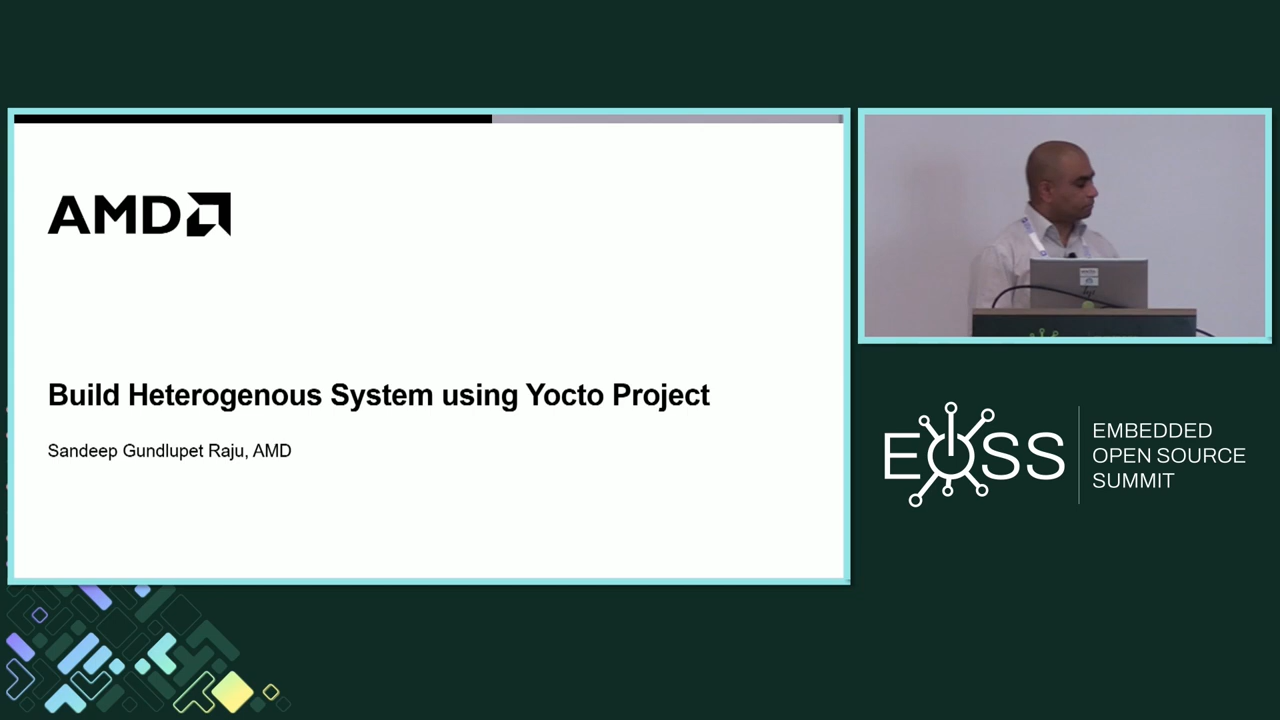 AMD
Build Heterogenous System using Yocto Project
Sandeep Gundlupet Raju, AMD
EOSS
EMBEDDED
OPEN SOURCE
SUMMIT